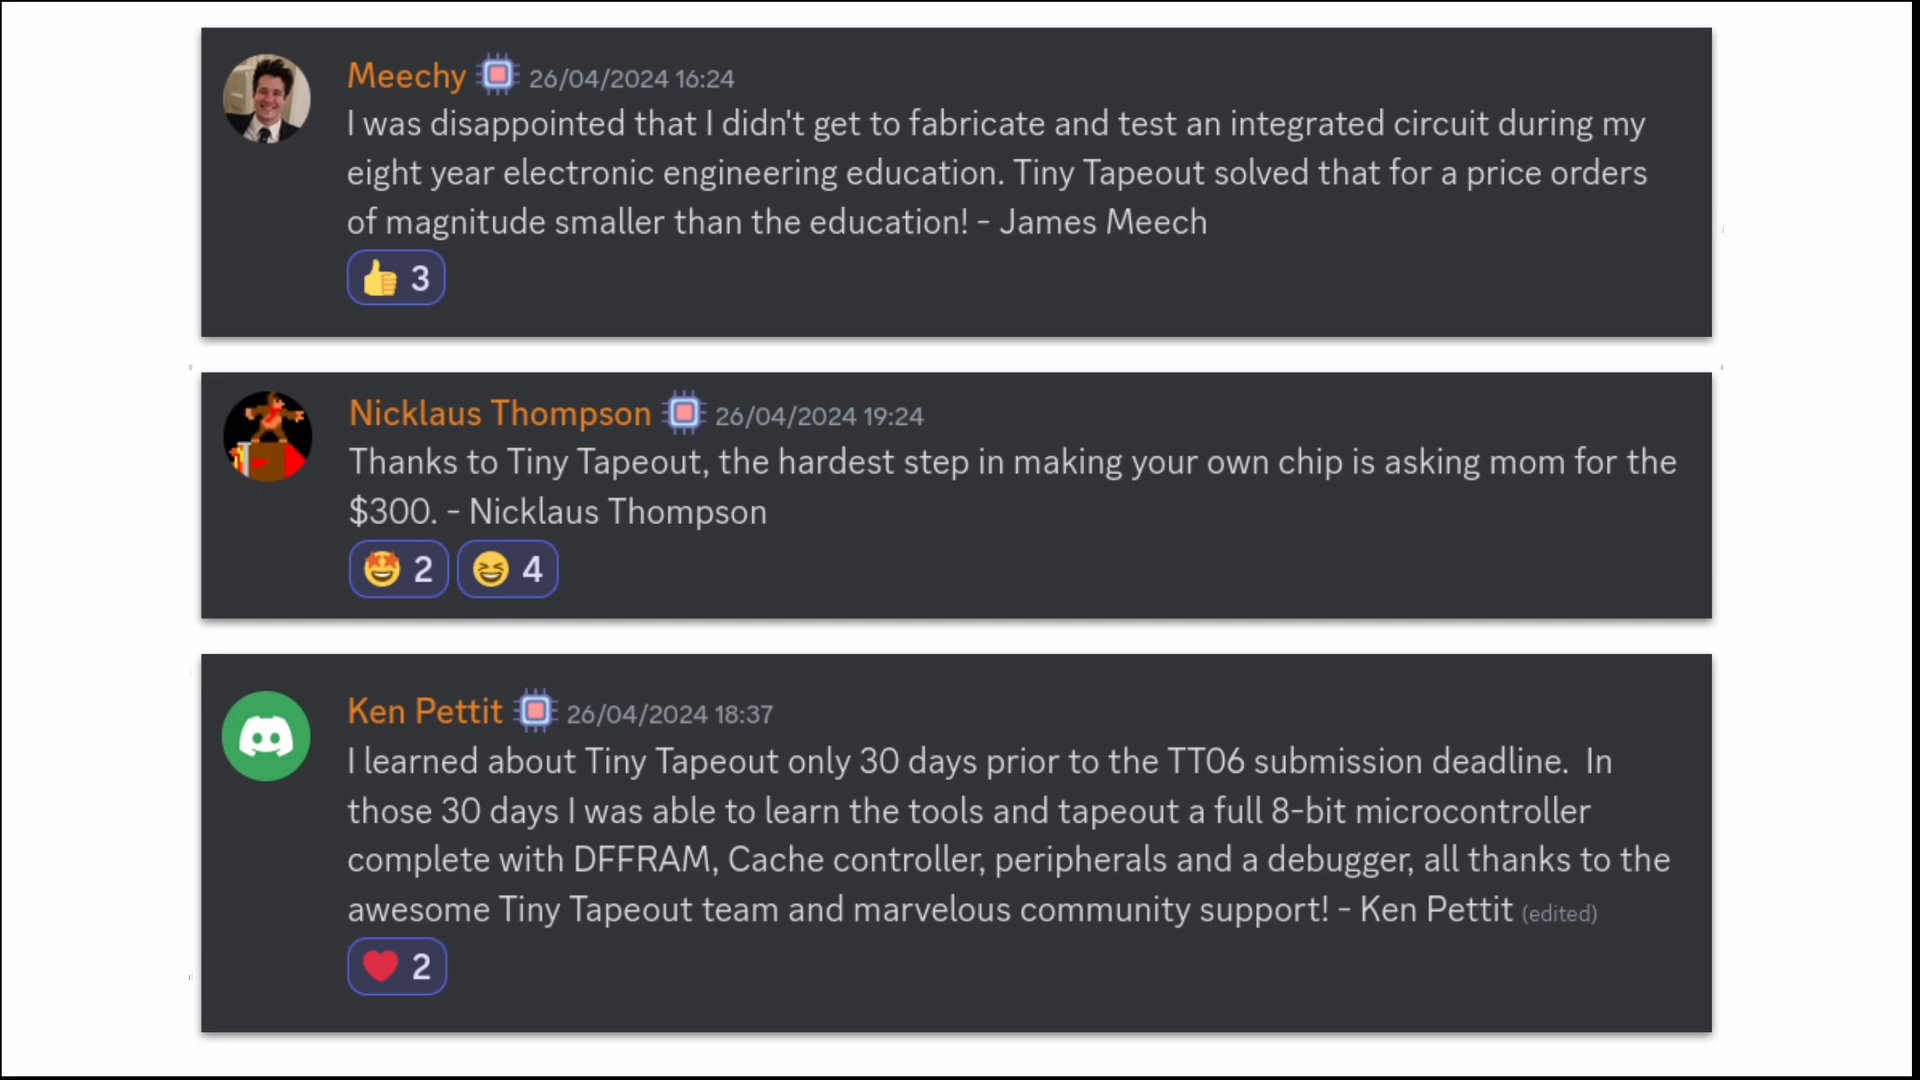 Meechy 26/04/2024 16:24
I was disappointed that I didn't get to fabricate and test an integrated circuit during my
eight year electronic engineering education. Tiny Tapeout solved that for a price orders
of magnitude smaller than the education! - James Meech
👍 3
Nicklaus Thompson 26/04/2024 19:24
Thanks to Tiny Tapeout, the hardest step in making your own chip is asking mom for the
$300. - Nicklaus Thompson
🤩 2 😆 4
Ken Pettit 26/04/2024 18:37
I learned about Tiny Tapeout only 30 days prior to the TT06 submission deadline.  In
those 30 days I was able to learn the tools and tapeout a full 8-bit microcontroller
complete with DFFRAM, Cache controller, peripherals and a debugger, all thanks to the
awesome Tiny Tapeout team and marvelous community support! - Ken Pettit (edited)
❤️ 2